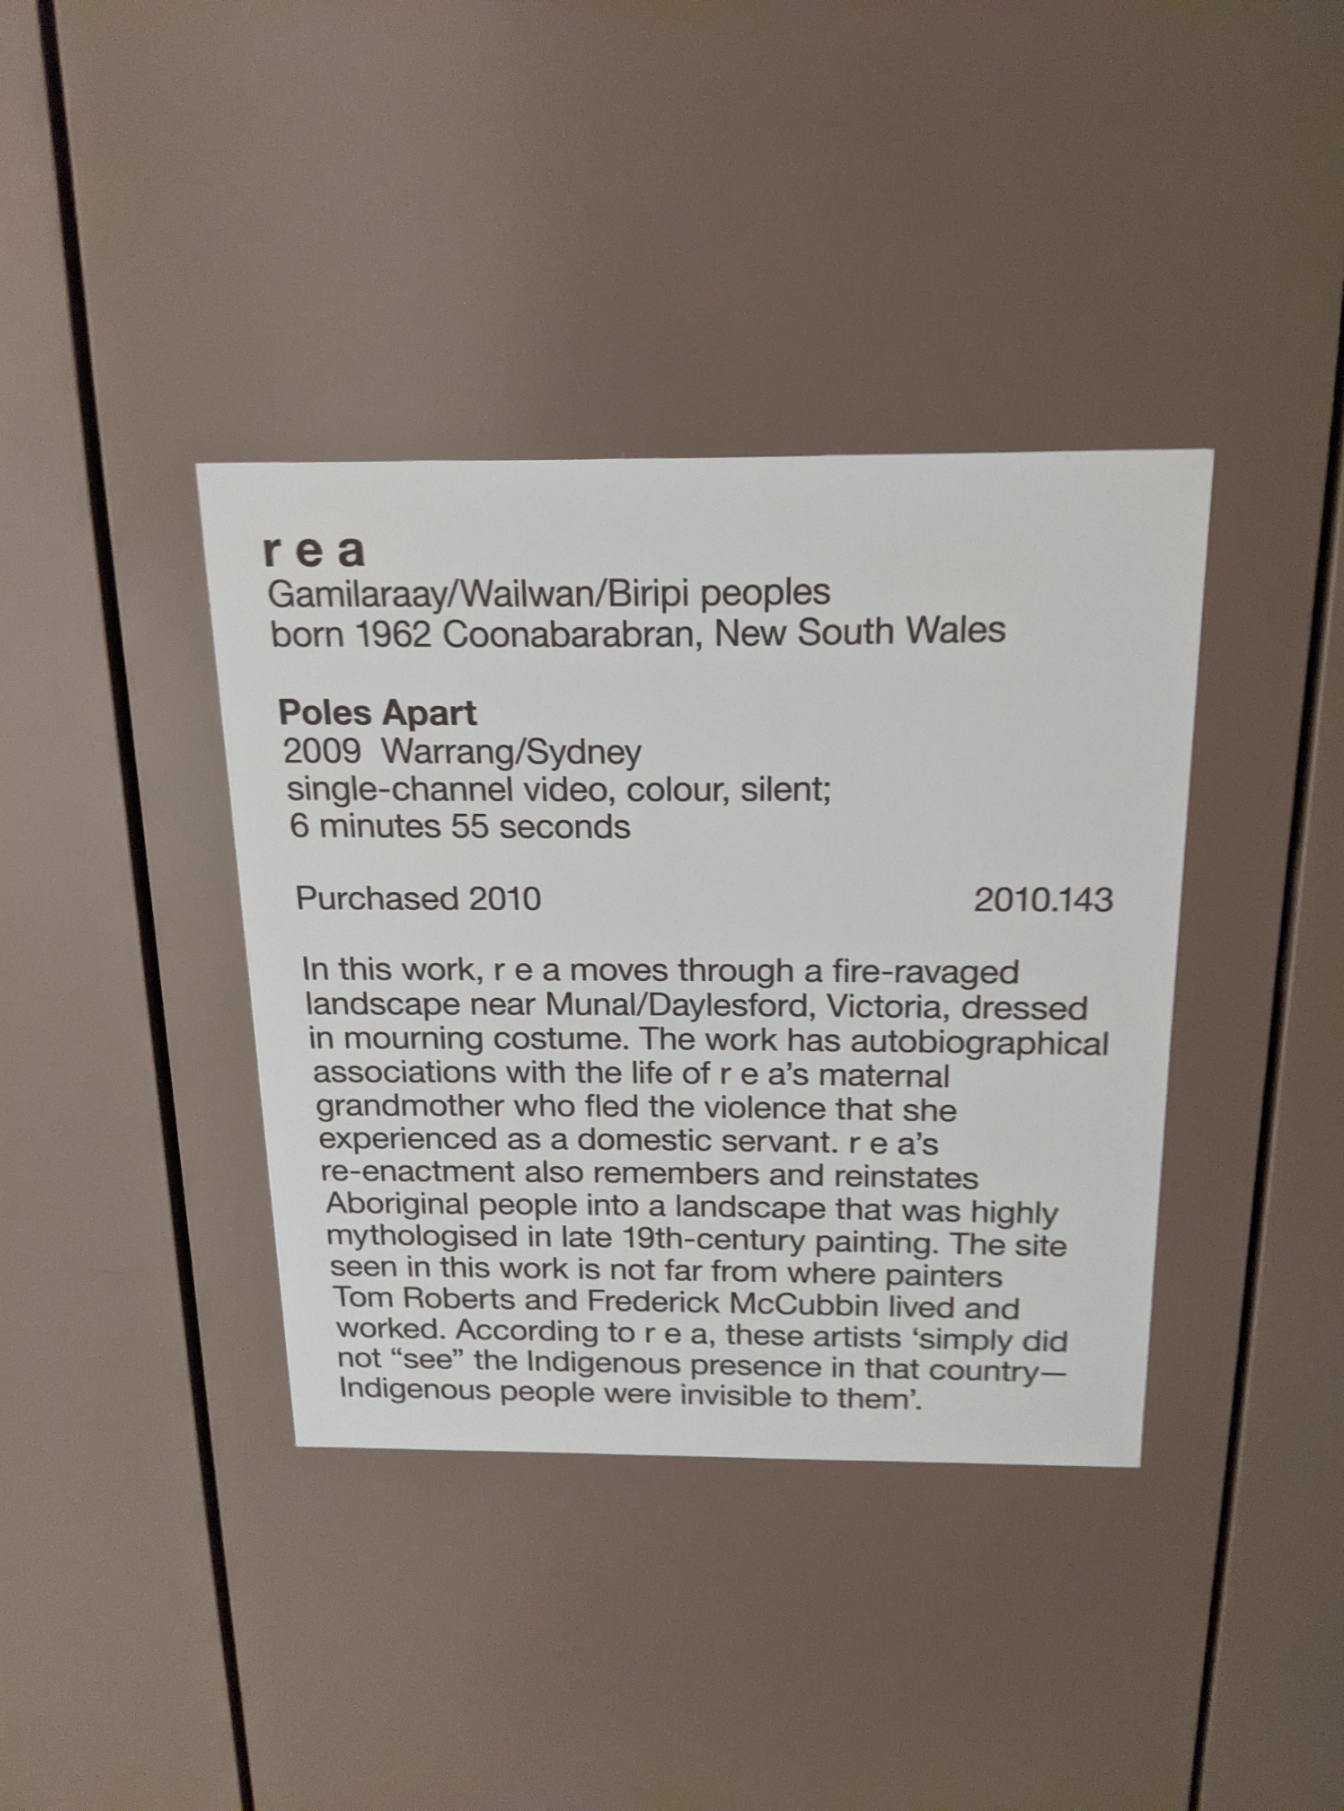 r e a
Gamilaraay/Wailwan/Biripi peoples
born 1962 Coonabarabran, New South Wales
Poles Apart
2009 Warrang/Sydney
single-channel video, colour, silent;
6 minutes 55 seconds
Purchased 2010 2010.143
In this work, r e a moves through a fire-ravaged
landscape near Munal/Daylesford, Victoria, dressed
in mourning costume. The work has autobiographical
associations with the life of r e a’s maternal
grandmother who fled the violence that she
experienced as a domestic servant. r e a’s
re-enactment also remembers and reinstates
Aboriginal people into a landscape that was highly
mythologised in late 19th-century painting. The site
seen in this work is not far from where painters
Tom Roberts and Frederick McCubbin lived and
worked. According to r e a, these artists ‘simply did
not “see” the Indigenous presence in that country—
Indigenous people were invisible to them’.